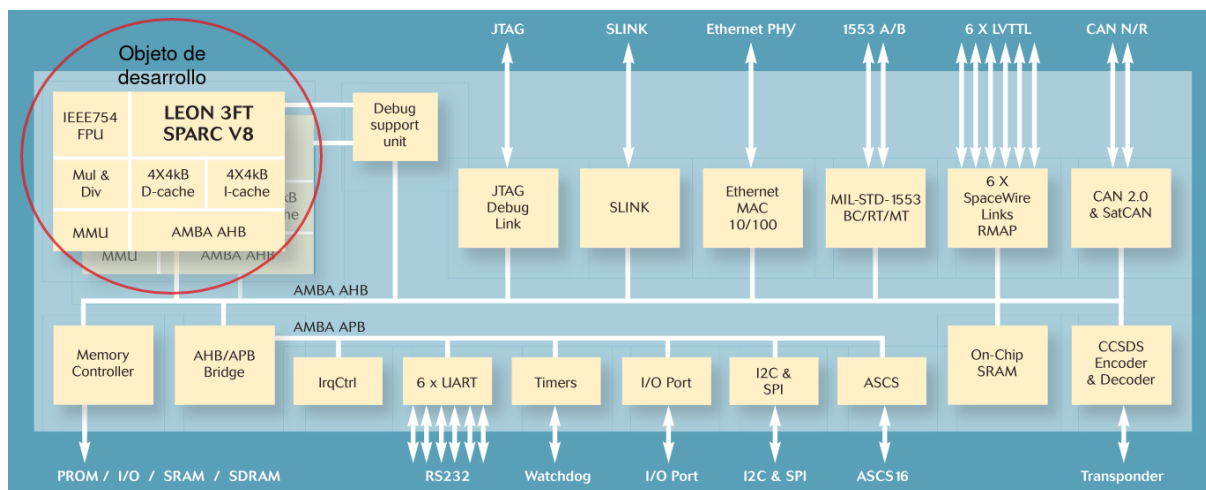 JTAG
SLINK
Ethernet PHY
1553 A/B
6 X LVTTL
CAN N/R
Objeto de
desarrollo
IEEE754
FPU
LEON 3FT
SPARC V8
Mul &
Div
4X4kB
D-cache
4X4kB
I-cache
MMU
AMBA AHB
kB
che
MMU
AMBA AHB
Debug
support
unit
JTAG
Debug
Link
SLINK
Ethernet
MAC
10/100
MIL-STD-1553
BC/RT/MT
6 X
SpaceWire
Links
RMAP
CAN 2.0
& SatCAN
AMBA AHB
AMBA APB
Memory
Controller
AHB/APB
Bridge
IrqCtrl
6 x UART
Timers
I/O Port
I2C &
SPI
ASCS
On-Chip
SRAM
CCSDS
Encoder
& Decoder
PROM / I/O / SRAM / SDRAM
RS232
Watchdog
I/O Port
I2C & SPI
ASCS16
Transponder